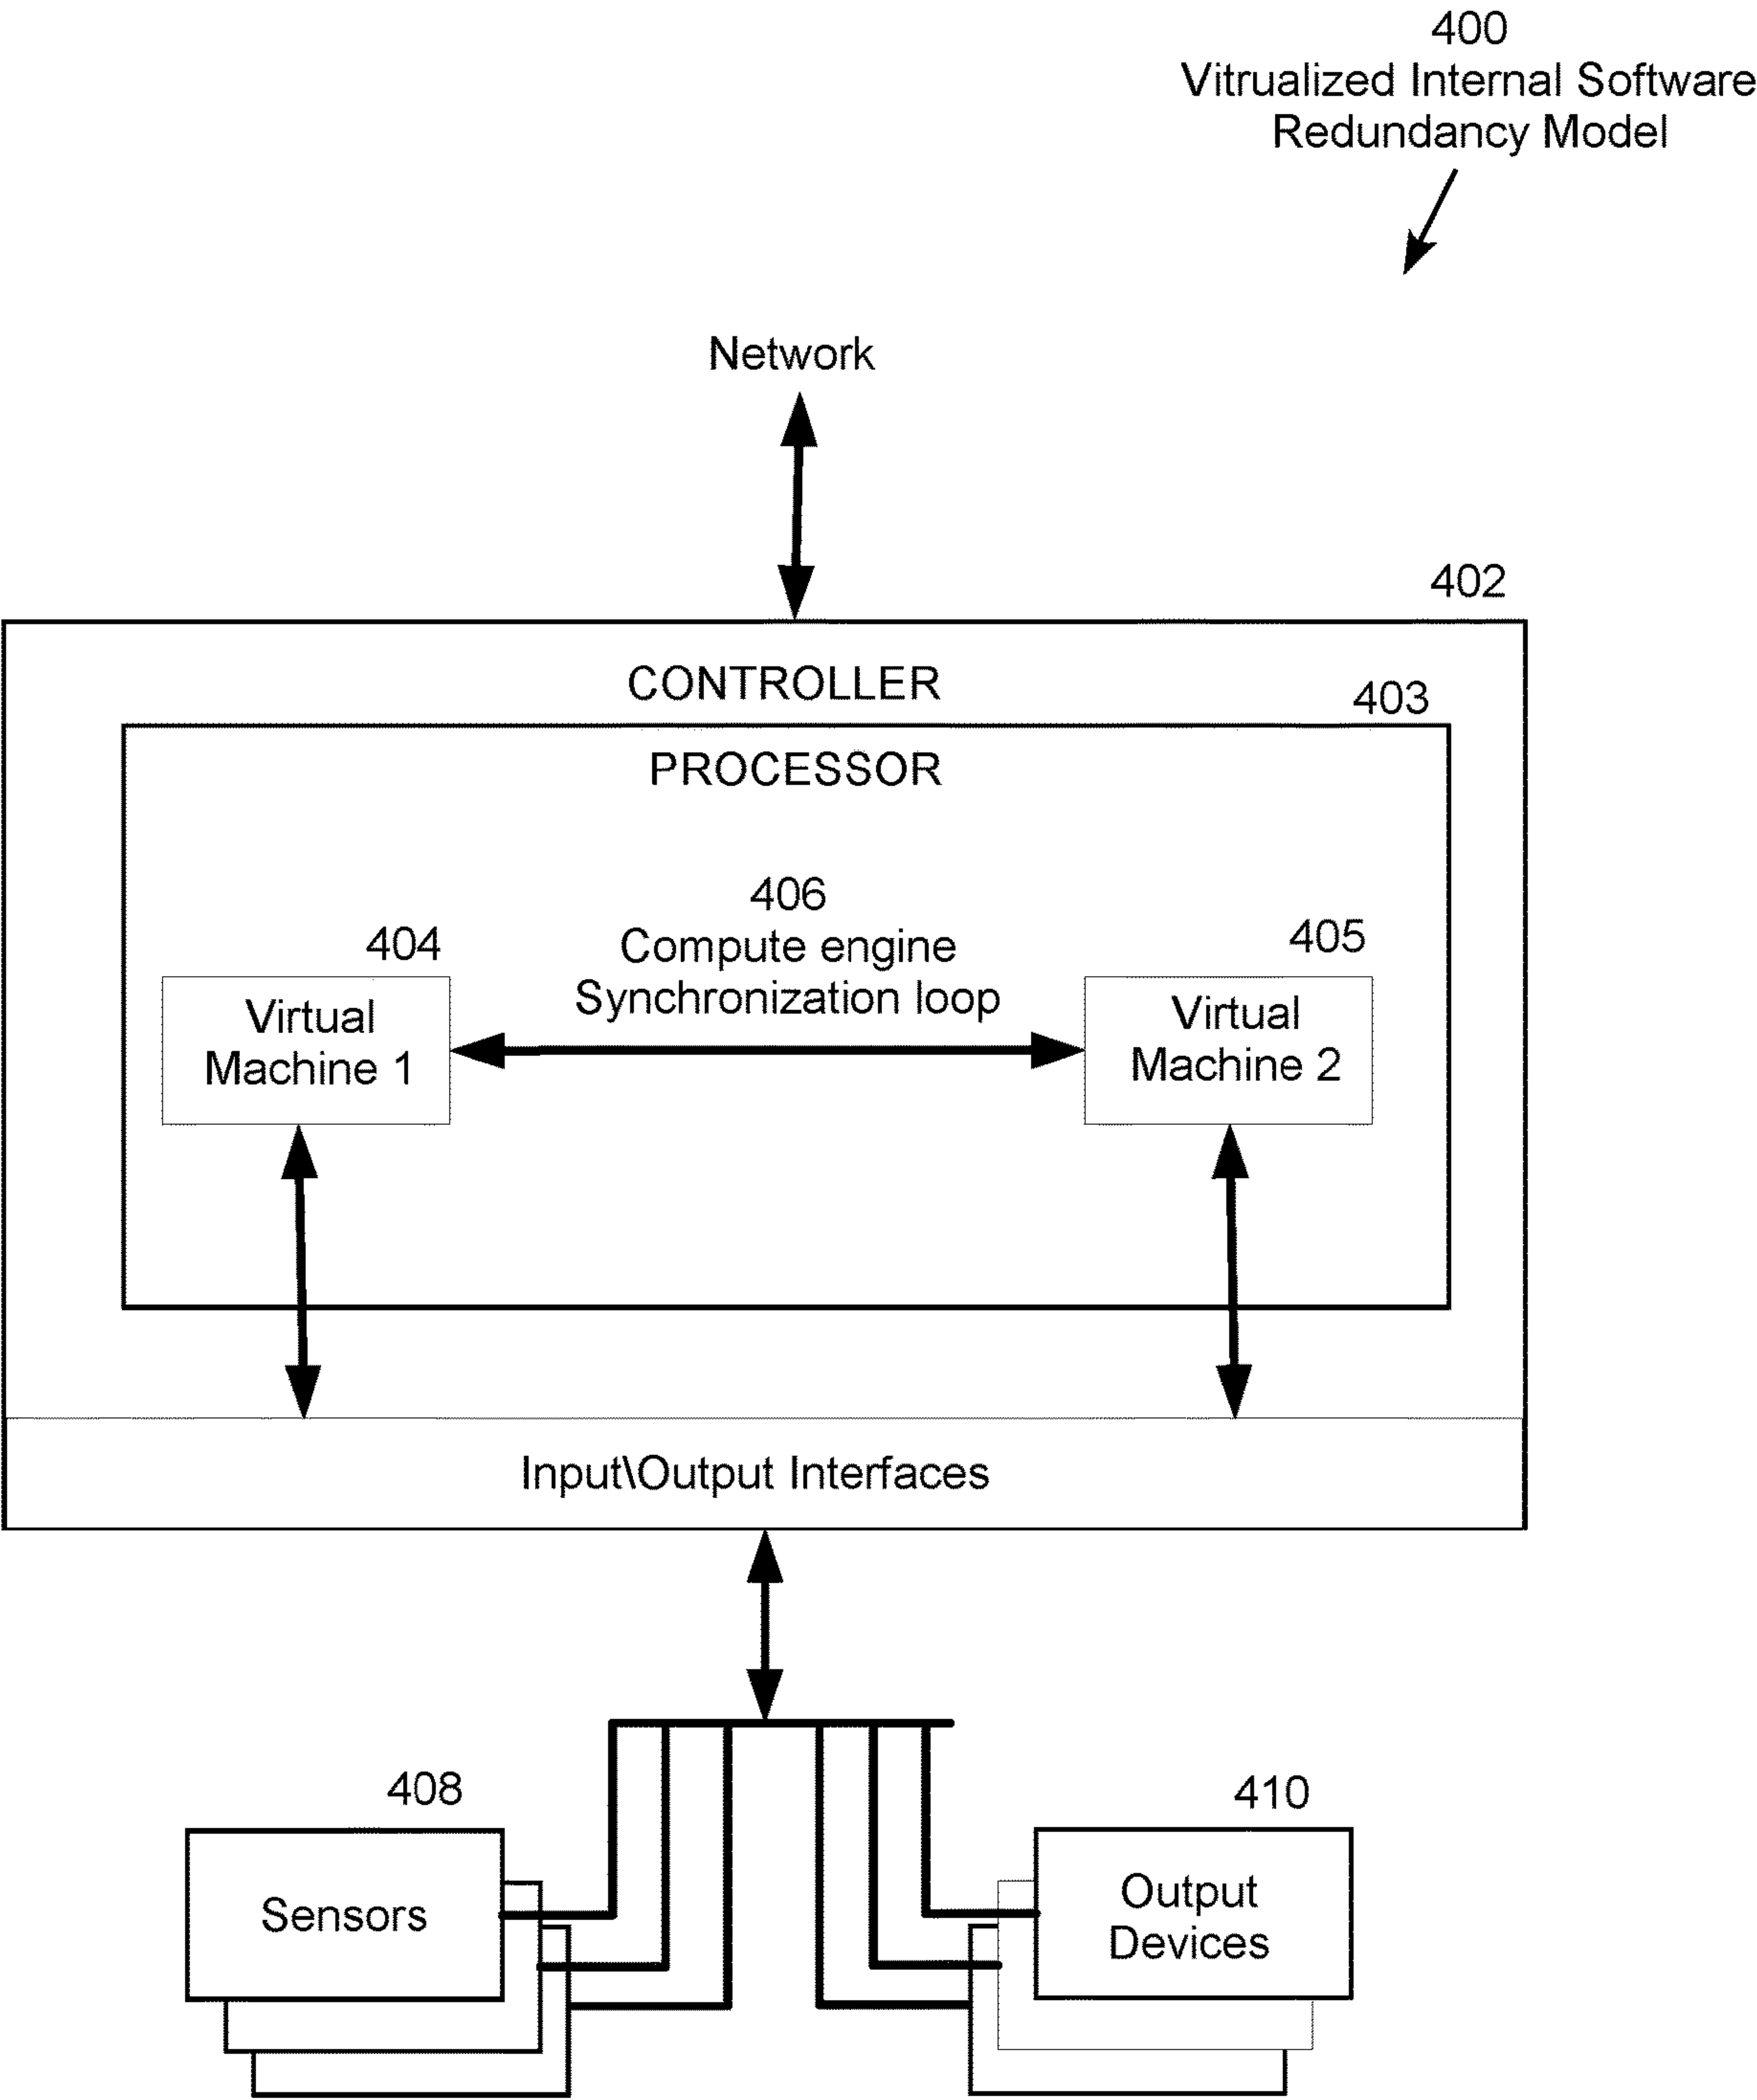 400
Vitrualized Internal Software
Redundancy Model
Network
402
CONTROLLER
403
PROCESSOR
406
Compute engine
Synchronization loop
404
Virtual
Machine 1
405
Virtual
Machine 2
Input\Output Interfaces
408
Sensors
410
Output
Devices